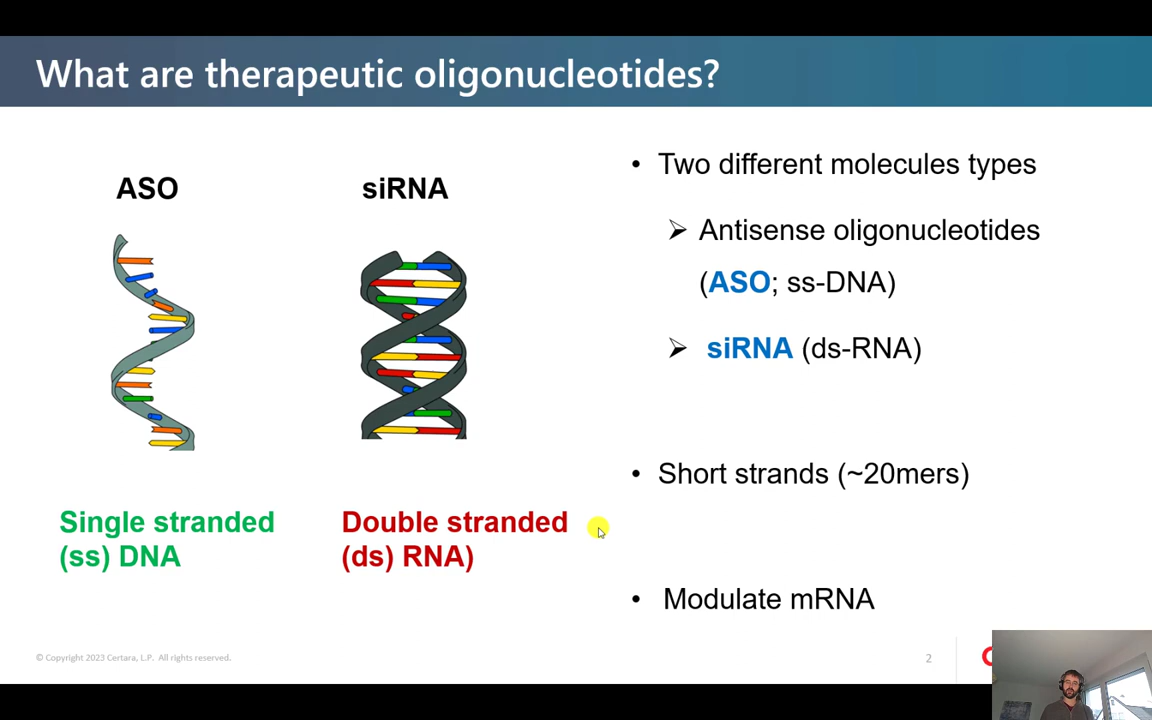 What are therapeutic oligonucleotides?
ASO
siRNA
Single stranded
(ss) DNA
Double stranded
(ds) RNA)
• Two different molecules types
➢ Antisense oligonucleotides
(ASO; ss-DNA)
➢ siRNA (ds-RNA)
• Short strands (~20mers)
• Modulate mRNA
© Copyright 2023 Certara, L.P. All rights reserved.
2